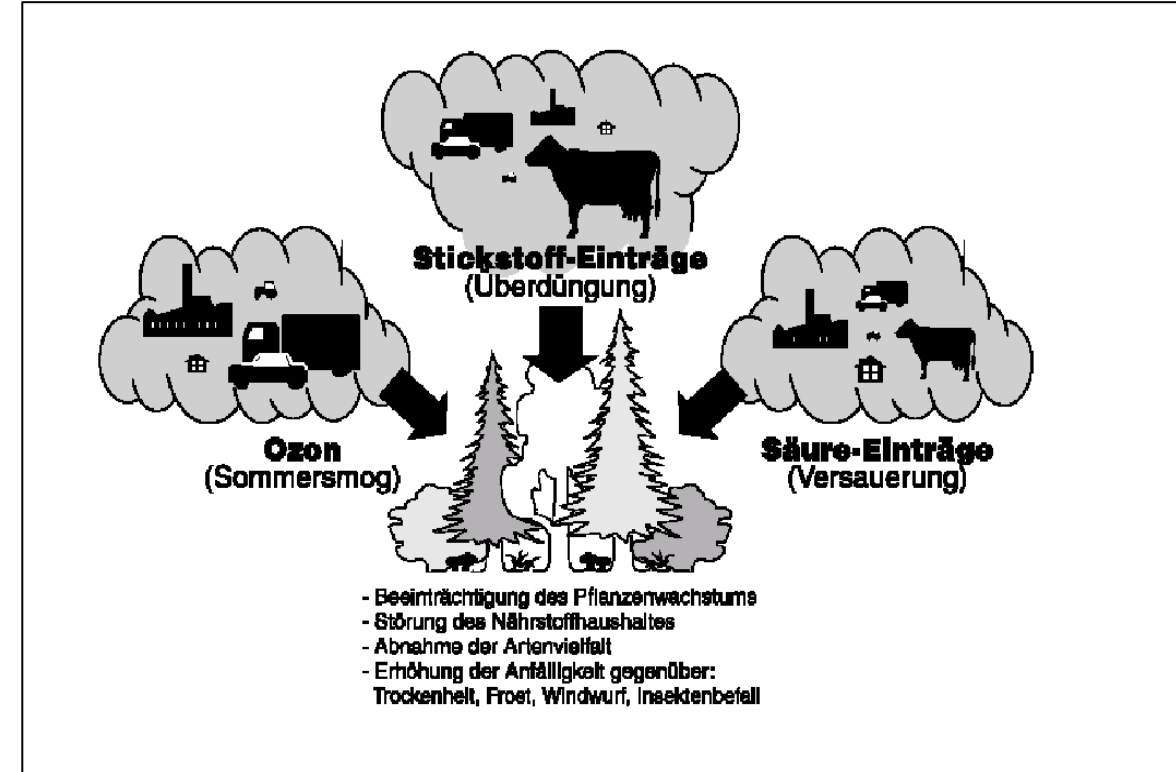 Stickstoff-Einträge
(Überdüngung)
Ozon
(Sommersmog)
Säure-Einträge
(Versauerung)
- Beeinträchtigung des Pflanzenwachstums
- Störung des Nährstoffhaushaltes
- Abnahme der Artenvielfalt
- Erhöhung der Anfälligkeit gegenüber:
Trockenheit, Frost, Windwurf, Insektenbefall